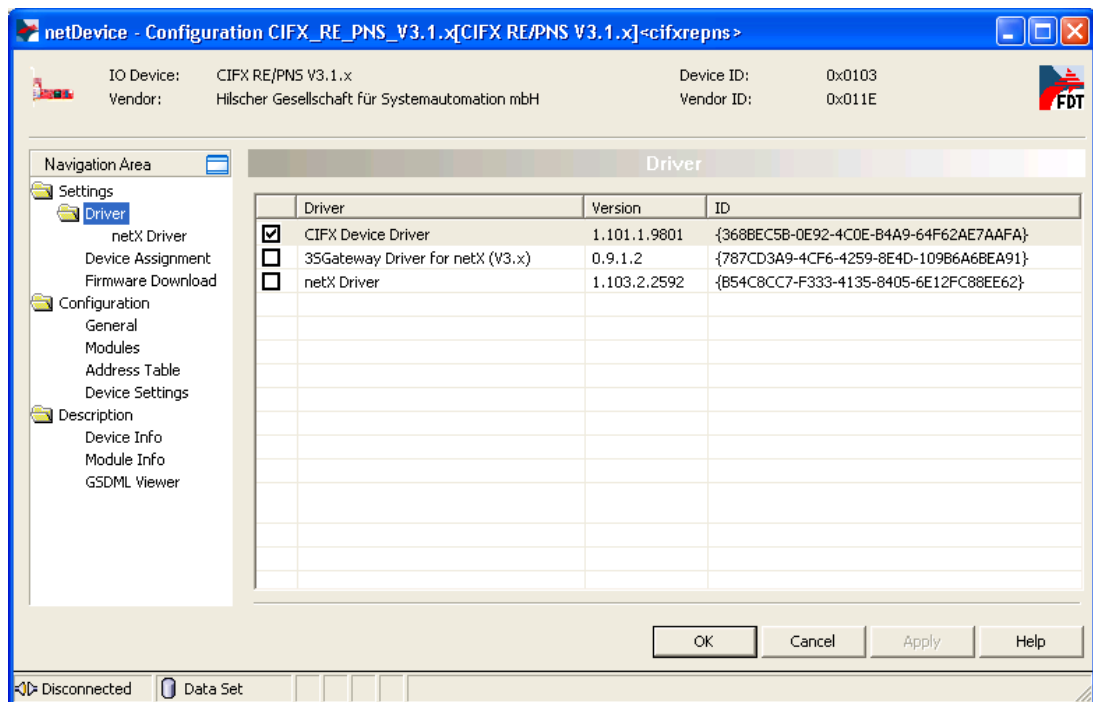 netDevice - Configuration CIFX_RE_PNS_V3.1.x[CIFX RE/PNS V3.1.x]<cifxrepns>
IO Device: CIFX RE/PNS V3.1.x Device ID: 0x0103
Vendor: Hilscher Gesellschaft für Systemautomation mbH Vendor ID: 0x011E
FDT
Navigation Area
Settings
Driver
netX Driver
Device Assignment
Firmware Download
Configuration
General
Modules
Address Table
Device Settings
Description
Device Info
Module Info
GSDML Viewer
Driver
Driver Version ID
CIFX Device Driver 1.101.1.9801 {368BEC5B-0E92-4C0E-B4A9-64F62AE7AAFA}
3SGateway Driver for netX (V3.x) 0.9.1.2 {787CD3A9-4CF6-4259-8E4D-109B6A6BEA91}
netX Driver 1.103.2.2592 {B54C8CC7-F333-4135-8405-6E12FC88EE62}
OK Cancel Apply Help
Disconnected Data Set